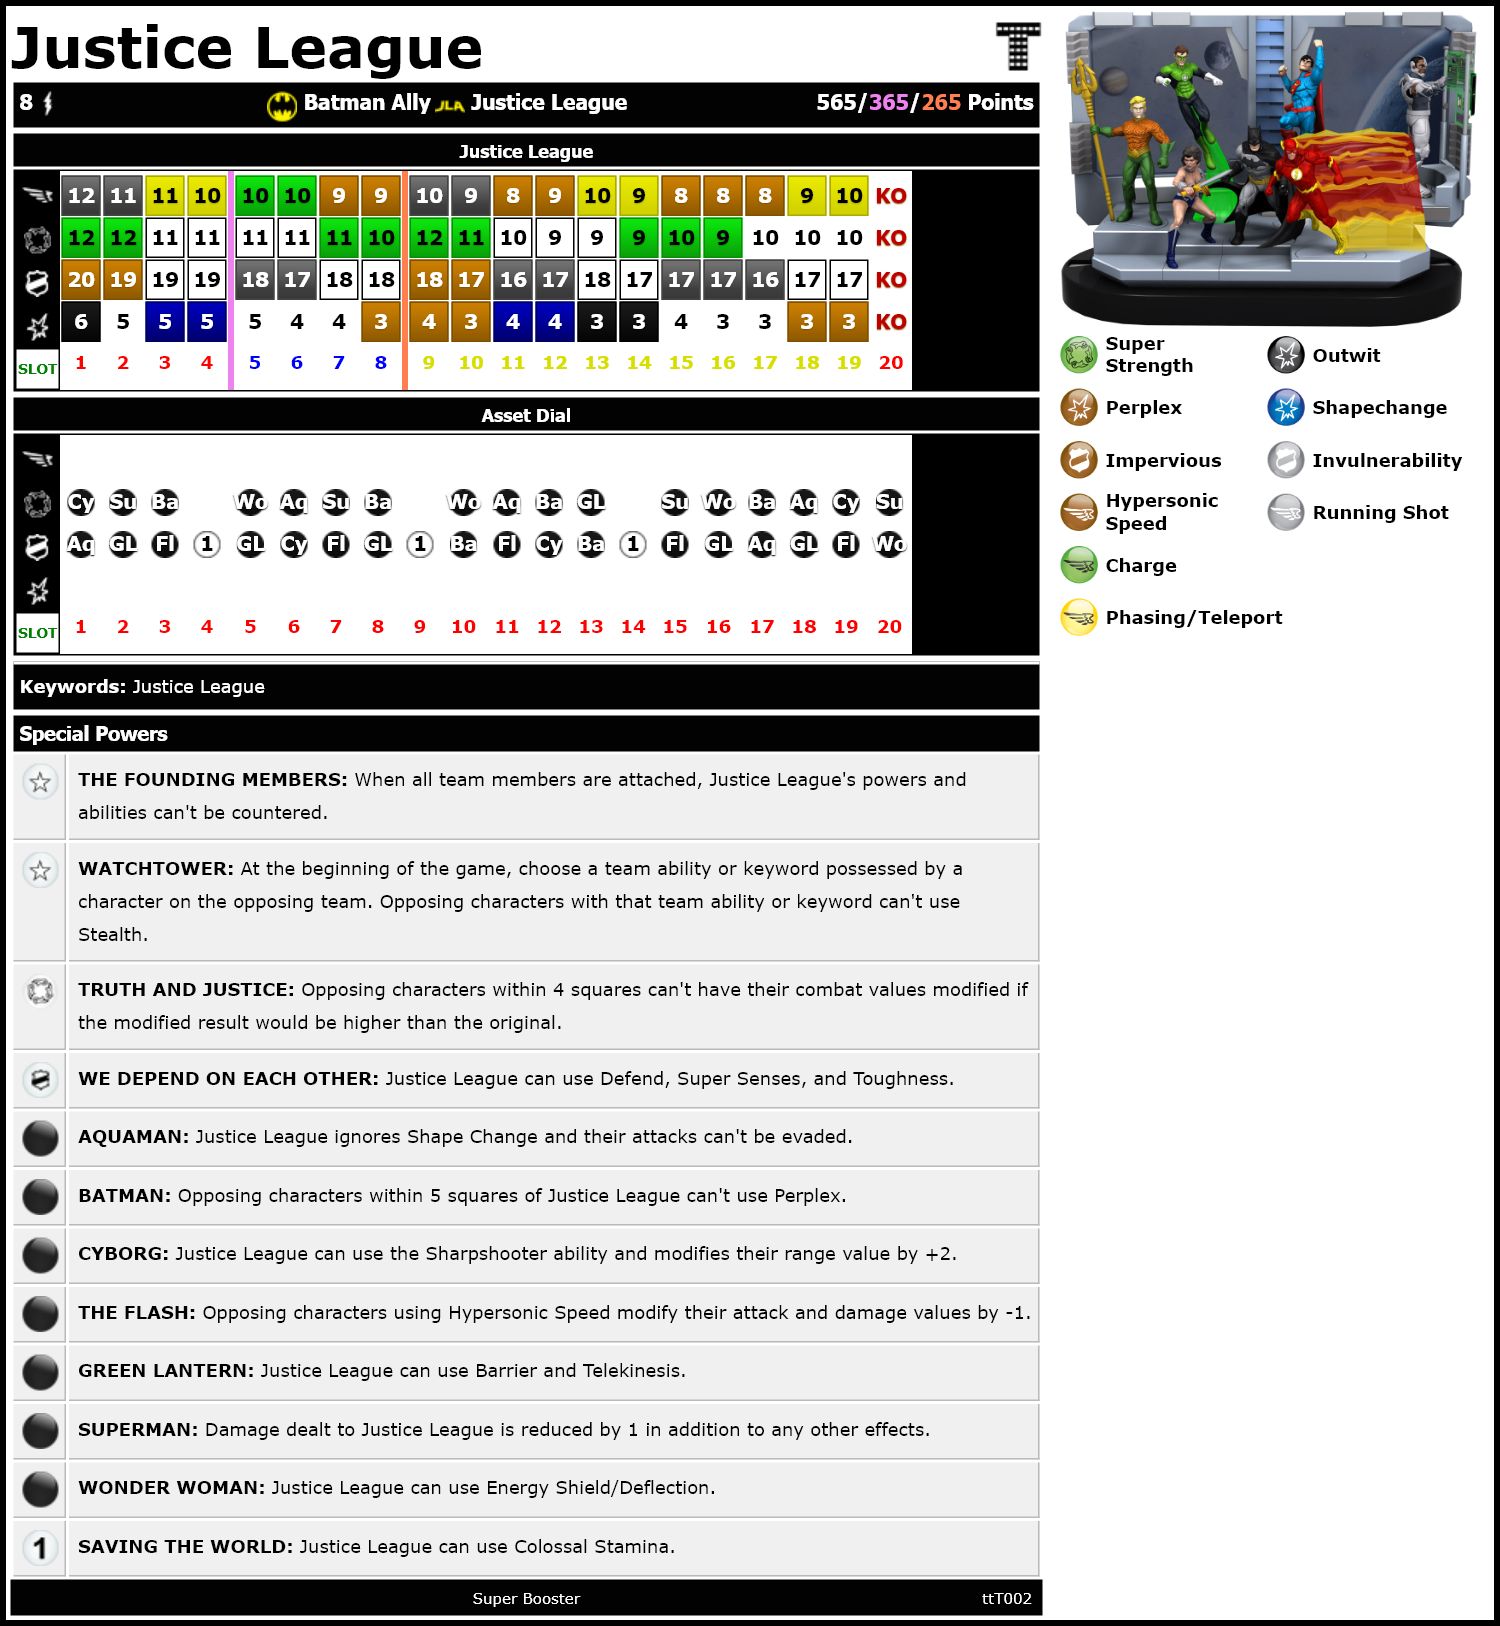 Justice League
T
8 Batman Ally JLA Justice League 565/365/265 Points
Justice League
12 11 11 10 10 10 9 9 10 9 8 9 10 9 8 8 8 9 10 KO
12 12 11 11 11 11 11 10 12 11 10 9 9 9 10 9 10 10 10 KO
20 19 19 19 18 17 18 18 18 17 16 17 18 17 17 17 16 17 17 KO
6 5 5 5 5 4 4 3 4 3 4 4 3 3 4 3 3 3 3 KO
SLOT 1 2 3 4 5 6 7 8 9 10 11 12 13 14 15 16 17 18 19 20
Asset Dial
Cy Su Ba Wo Aq Su Ba Wo Aq Ba GL Su Wo Ba Aq Cy Su
Aq GL Fl 1 GL Cy Fl GL 1 Ba Fl Cy Ba 1 Fl GL Aq GL Fl Wo
SLOT 1 2 3 4 5 6 7 8 9 10 11 12 13 14 15 16 17 18 19 20
Keywords: Justice League
Special Powers
THE FOUNDING MEMBERS: When all team members are attached, Justice League's powers and
abilities can't be countered.
WATCHTOWER: At the beginning of the game, choose a team ability or keyword possessed by a
character on the opposing team. Opposing characters with that team ability or keyword can't use
Stealth.
TRUTH AND JUSTICE: Opposing characters within 4 squares can't have their combat values modified if
the modified result would be higher than the original.
WE DEPEND ON EACH OTHER: Justice League can use Defend, Super Senses, and Toughness.
AQUAMAN: Justice League ignores Shape Change and their attacks can't be evaded.
BATMAN: Opposing characters within 5 squares of Justice League can't use Perplex.
CYBORG: Justice League can use the Sharpshooter ability and modifies their range value by +2.
THE FLASH: Opposing characters using Hypersonic Speed modify their attack and damage values by -1.
GREEN LANTERN: Justice League can use Barrier and Telekinesis.
SUPERMAN: Damage dealt to Justice League is reduced by 1 in addition to any other effects.
WONDER WOMAN: Justice League can use Energy Shield/Deflection.
1 SAVING THE WORLD: Justice League can use Colossal Stamina.
Super Booster ttT002
Super
Strength
Outwit
Perplex
Shapechange
Impervious
Invulnerability
Hypersonic
Speed
Running Shot
Charge
Phasing/Teleport